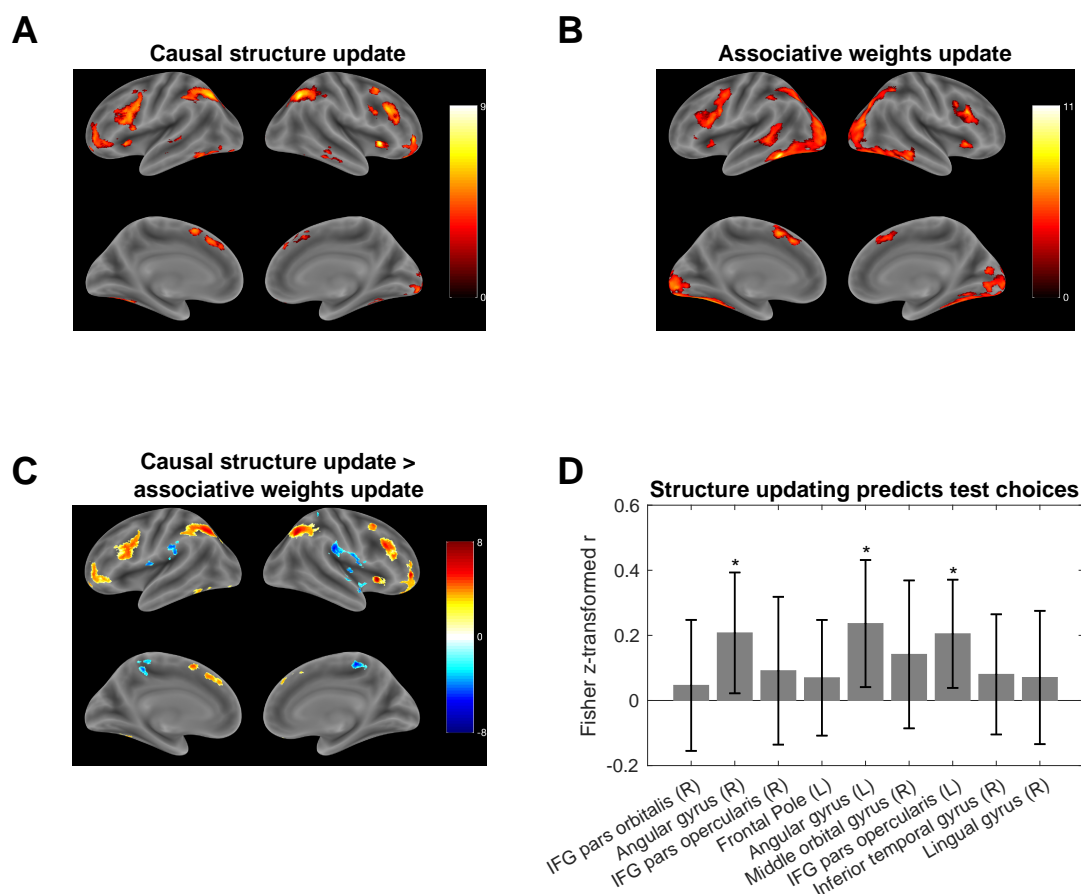 A
Causal structure update
9
0
B
Associative weights update
11
0
C
Causal structure update >
associative weights update
8
0
-8
D
Structure updating predicts test choices
Fisher z-transformed r
0.6
0.4
0.2
0
-0.2
*
*
*
IFG pars orbitalis (R)
Angular gyrus (R)
IFG pars opercularis (R)
Frontal Pole (L)
Angular gyrus (L)
Middle orbital gyrus (R)
IFG pars opercularis (L)
Inferior temporal gyrus (R)
Lingual gyrus (R)